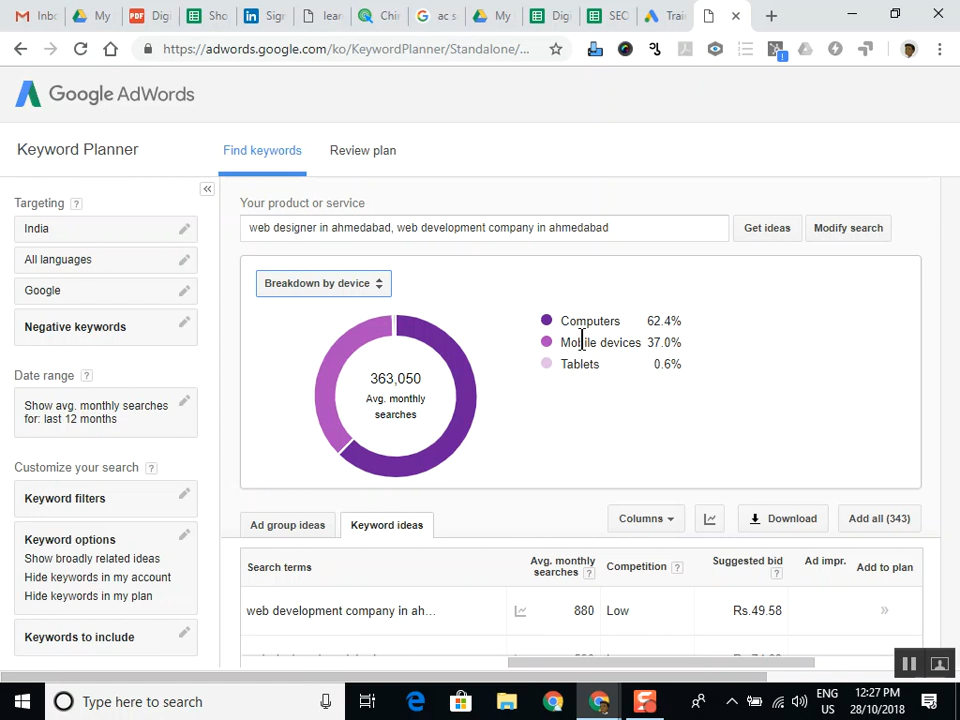 Inb
My
PDF
Digi
Sho
in
Sign
lear
Chi
G
ac s
My
Dig
SEC
Trai
https://adwords.google.com/ko/KeywordPlanner/Standalone/...
Google AdWords
Keyword Planner
Find keywords
Review plan
Targeting ?
India
All languages
Google
Negative keywords
Date range ?
Show avg. monthly searches
for: last 12 months
Customize your search ?
Keyword filters
Keyword options
Show broadly related ideas
Hide keywords in my account
Hide keywords in my plan
Keywords to include
Your product or service
web designer in ahmedabad, web development company in ahmedabad
Get ideas
Modify search
Breakdown by device
363,050
Avg. monthly
searches
Computers 62.4%
Mobile devices 37.0%
Tablets 0.6%
Ad group ideas
Keyword ideas
Columns
Download
Add all (343)
Search terms
Avg. monthly
searches ?
Competition ?
Suggested bid
?
Ad impr.
Add to plan
web development company in ah...
880
Low
Rs.49.58
Type here to search
ENG
US
12:27 PM
28/10/2018